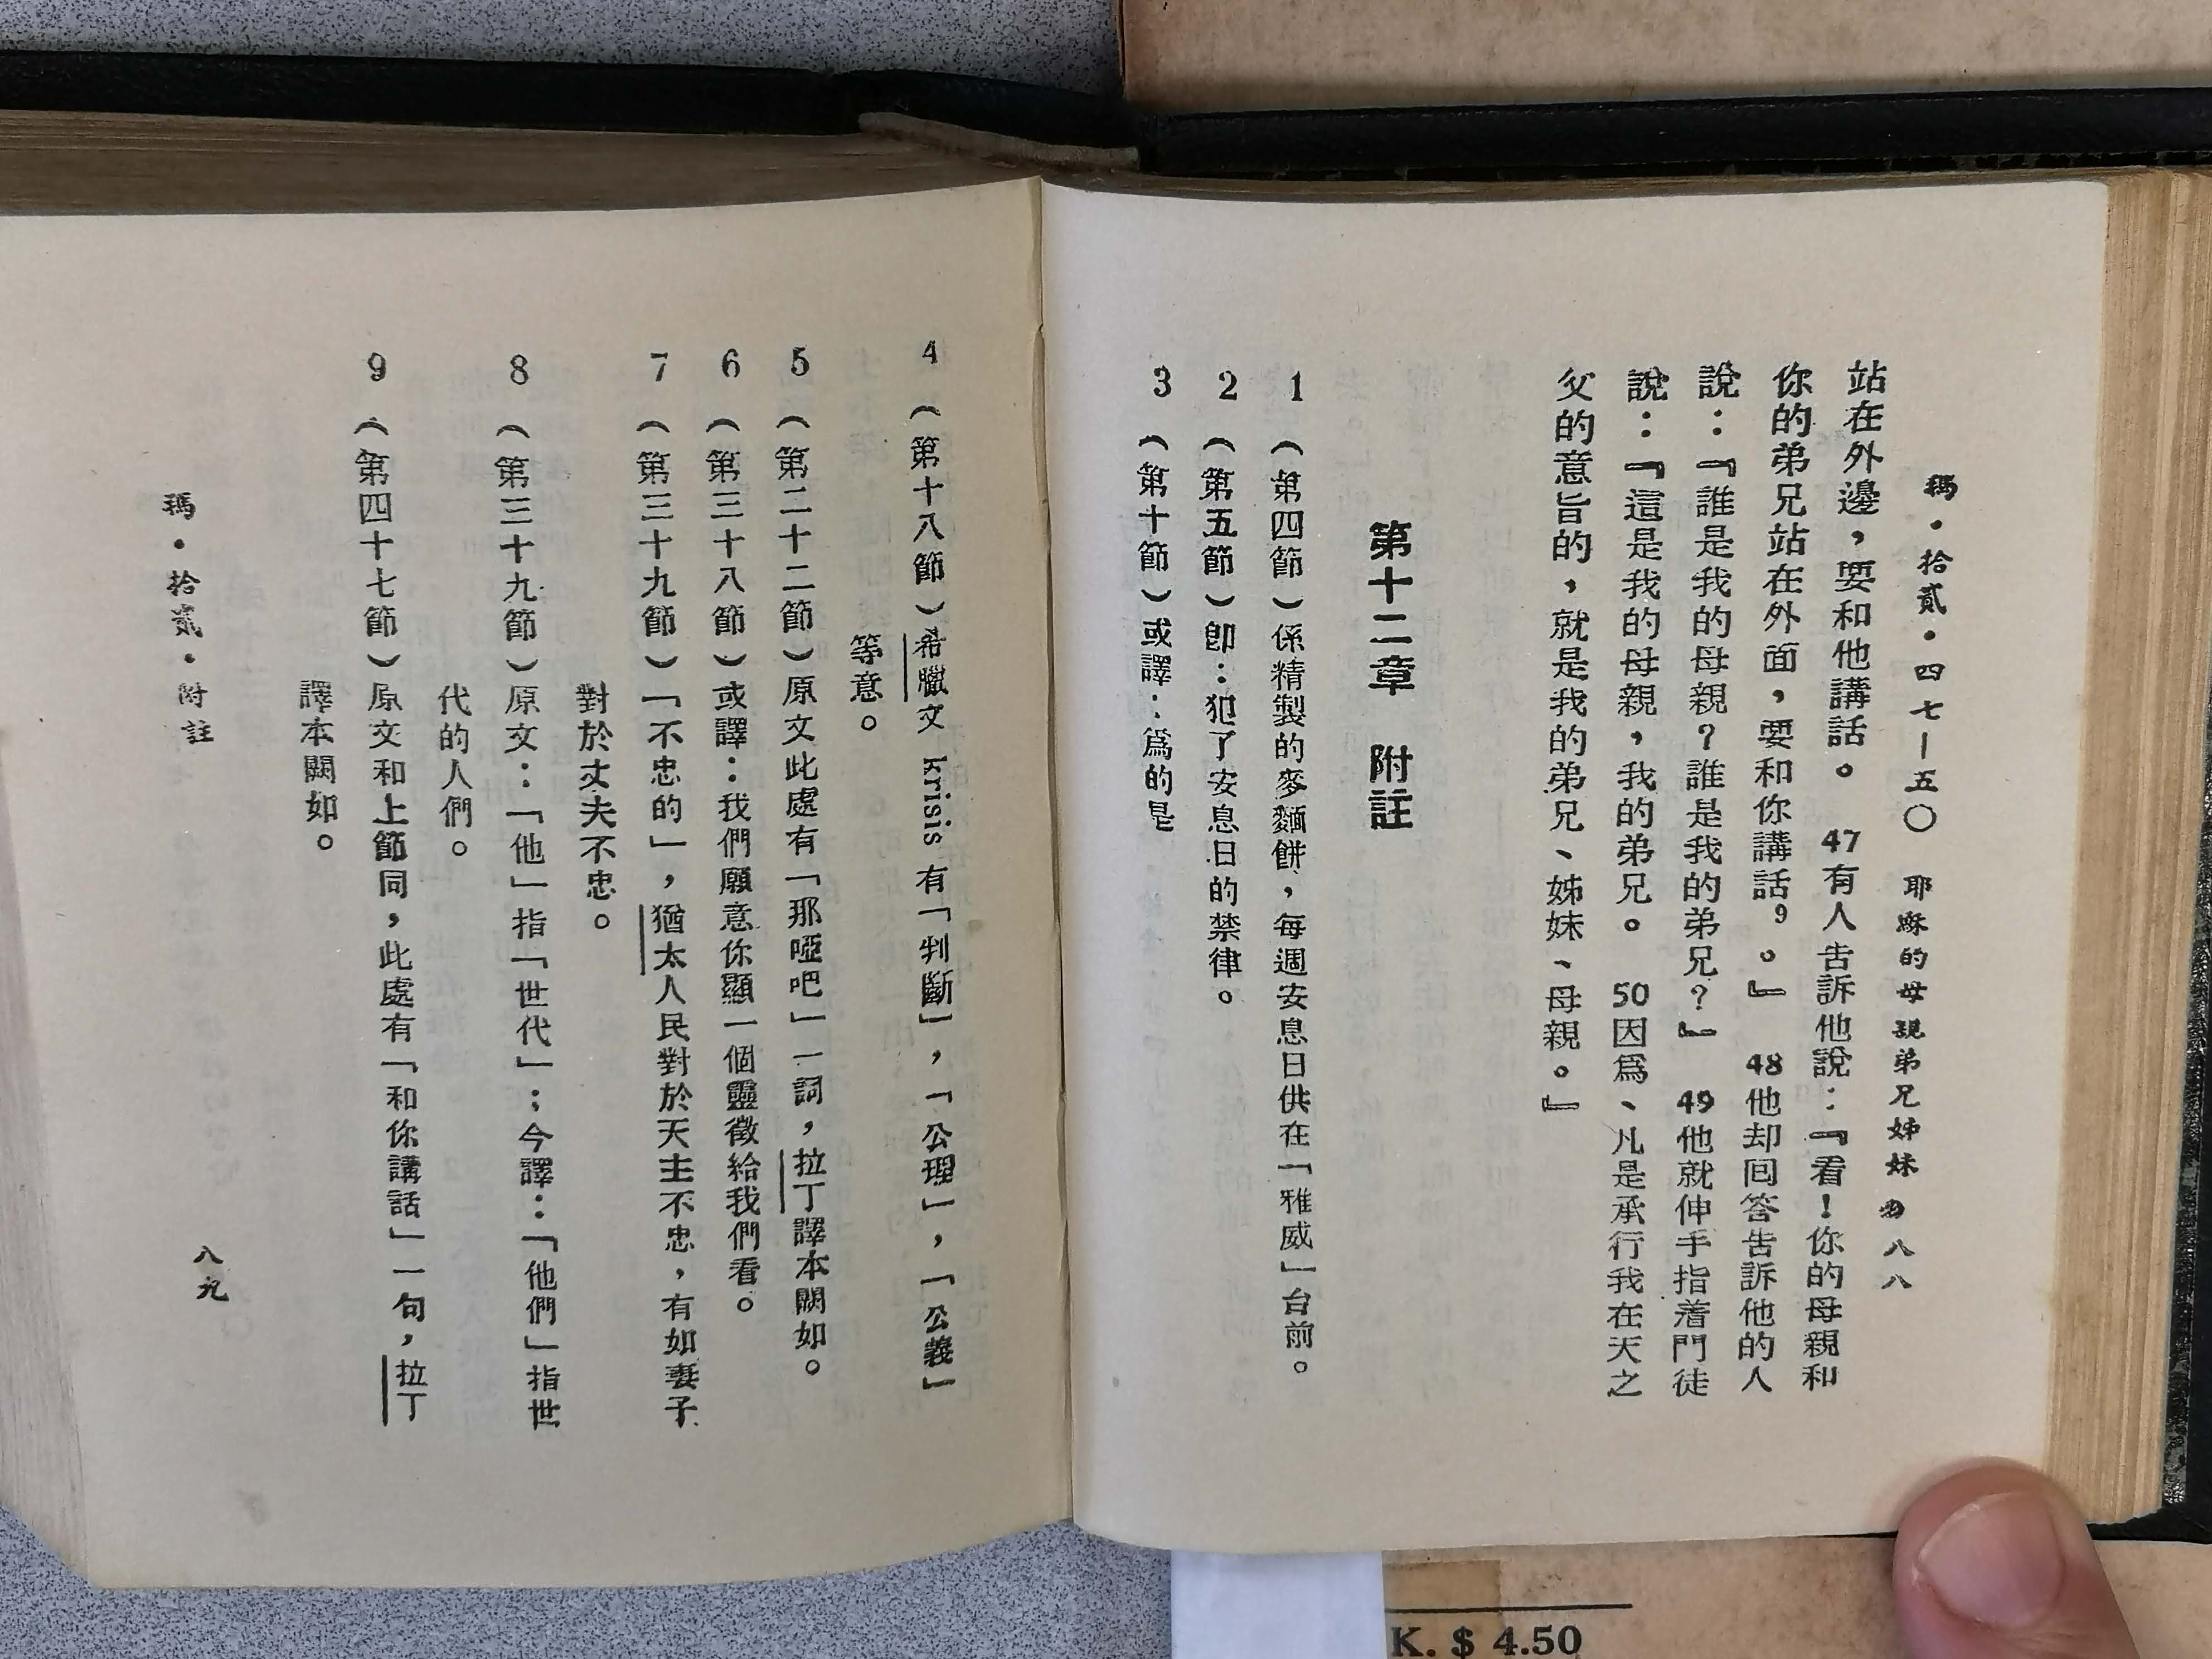 瑪・拾貳・四七—五〇 耶穌的母親弟兄姊妹 八八
站在外邊，要和他講話。 47有人告訴他說：『看！你的母親和
你的弟兄站在外面，要和你講話9。』 48他却回答告訴他的人
說：『誰是我的母親？誰是我的弟兄？』 49他就伸手指着門徒
說：『這是我的母親，我的弟兄。 50因爲、凡是承行我在天之
父的意旨的，就是我的弟兄、姊妹、母親。』
第十二章 附註
1 （第四節）係精製的麥麵餅，每週安息日供在「雅威」台前。
2 （第五節）卽：犯了安息日的禁律。
3 （第十節）或譯：爲的是
4 （第十八節）希臘文 krisis 有「判斷」，「公理」，「公義」
等意。
5 （第二十二節）原文此處有「那啞吧」一詞，拉丁譯本闕如。
6 （第三十八節）或譯：我們願意你顯一個靈徵給我們看。
7 （第三十九節）「不忠的」，猶太人民對於天主不忠，有如妻子
對於丈夫不忠。
8 （第三十九節）原文：「他」指「世代」；今譯：「他們」指世
代的人們。
9 （第四十七節）原文和上節同，此處有「和你講話」一句，拉丁
譯本闕如。
瑪・拾貳・附註 八九
K. $ 4.50